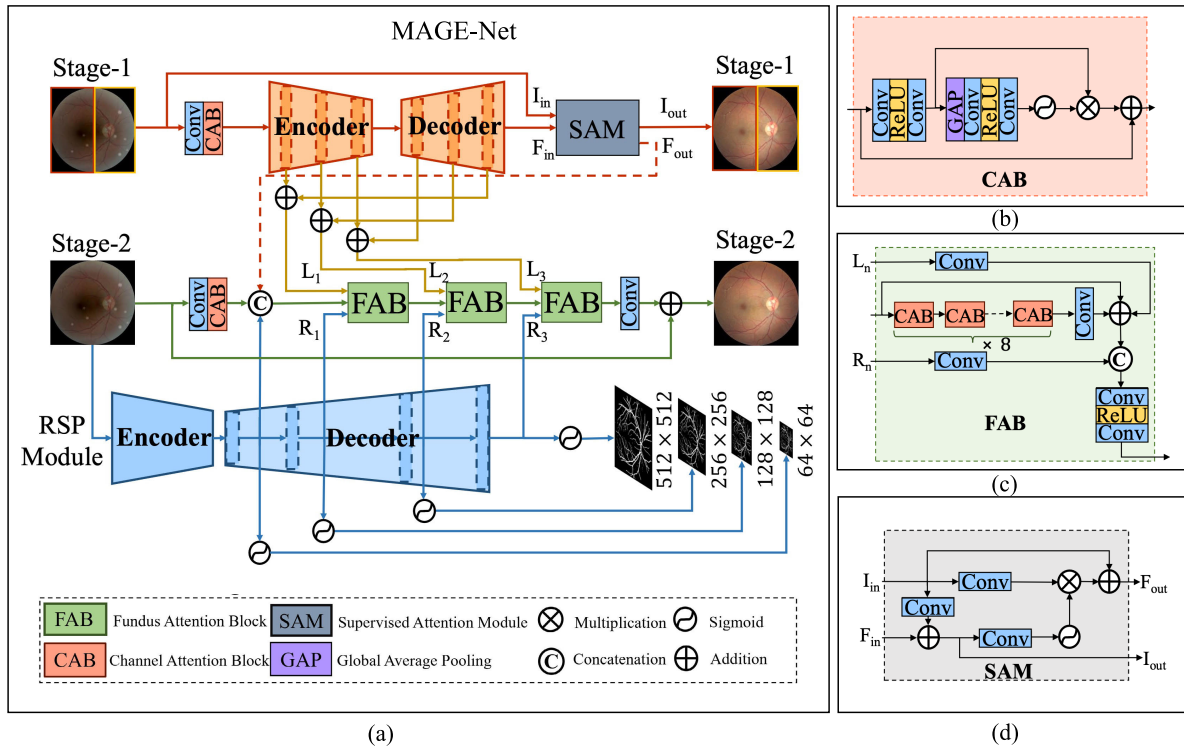 MAGE-Net
Stage-1
Stage-1
Conv
CAB
Encoder
Decoder
I_in
F_in
SAM
I_out
F_out
Stage-2
Stage-2
Conv
CAB
C
L_1
L_2
L_3
FAB
FAB
FAB
Conv
R_1
R_2
R_3
RSP
Module
Encoder
Decoder
512 × 512
256 × 256
128 × 128
64 × 64
FAB Fundus Attention Block SAM Supervised Attention Module Multiplication Sigmoid
CAB Channel Attention Block GAP Global Average Pooling C Concatenation Addition
(a)
Conv
ReLU
Conv
GAP
Conv
ReLU
Conv
CAB
(b)
L_n
Conv
CAB
CAB
CAB
Conv
× 8
R_n
Conv
C
Conv
ReLU
Conv
FAB
(c)
I_in
Conv
F_out
Conv
F_in
Conv
I_out
SAM
(d)